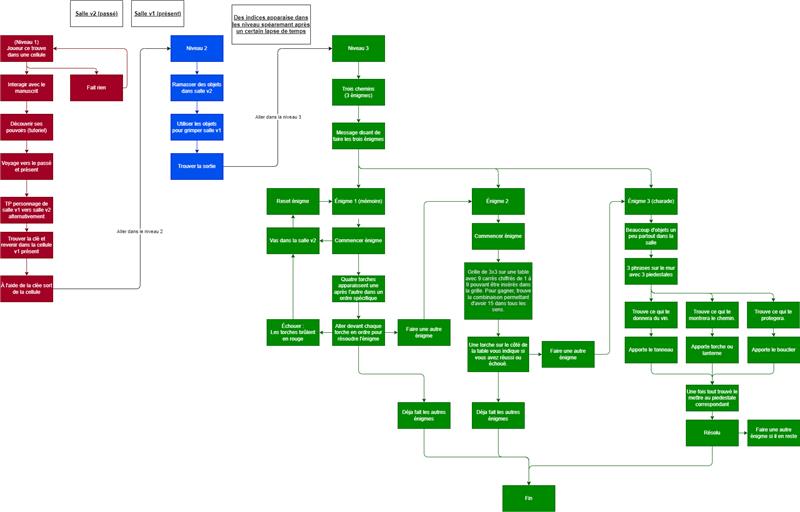 Salle v2 (passé)
Salle v1 (présent)
Des indices apparaise dans
les niveau spéarement après
un certain lapse de temps
(Niveau 1)
Joueur ce trouve
dans une cellule
Fait rien
Interagir avec le
manuscrit
Découvrir ses
pouvoirs (tutoriel)
Voyage vers le passé
et présent
TP personnage de
salle v1 vers salle v2
alternativement
Trouver la clé et
revenir dans la cellule
v1 présent
À l'aide de la clée sort
de la cellule
Aller dans le niveau 2
Niveau 2
Ramasser des objets
dans salle v2
Utiliser les objets
pour grimper salle v1
Trouver la sortie
Aller dans le niveau 3
Niveau 3
Trois chemins
(3 énigmes)
Message disant de
faire les trois énigmes
Reset énigme
Énigme 1 (mémoire)
Vas dans la salle v2
Commencer énigme
Quatre torches
apparaissent une
après l'autre dans un
ordre spécifique
Échouer :
Les torches brûlent
en rouge
Aller devant chaque
torche en ordre pour
résoudre l'énigme
Faire une autre
énigme
Déja fait les autres
énigmes
Énigme 2
Commencer énigme
Grille de 3x3 sur une table
avec 9 carrés chiffrés de 1 à
9 pouvant être insérés dans
la grille. Pour gagner, trouve
la combinaison permettant
d'avoir 15 dans tous les
sens.
Une torche sur le côté de
la table vous indique si
vous avez réussi ou
échoué.
Faire une autre
énigme
Déja fait les autres
énigmes
Énigme 3 (charade)
Beaucoup d'objets un
peu partout dans la
salle
3 phrases sur le mur
avec 3 piedestales
Trouve ce qui te
donnera du vin.
Trouve ce qui te
montrera le chemin.
Trouve ce qui te
protegera.
Apporte le tonneau
Apporte torche ou
lanterne
Apporte le bouclier
Une fois tout trouvé le
mettre au piedestale
correspondant
Résolu
Faire une autre
énigme si il en reste
Fin